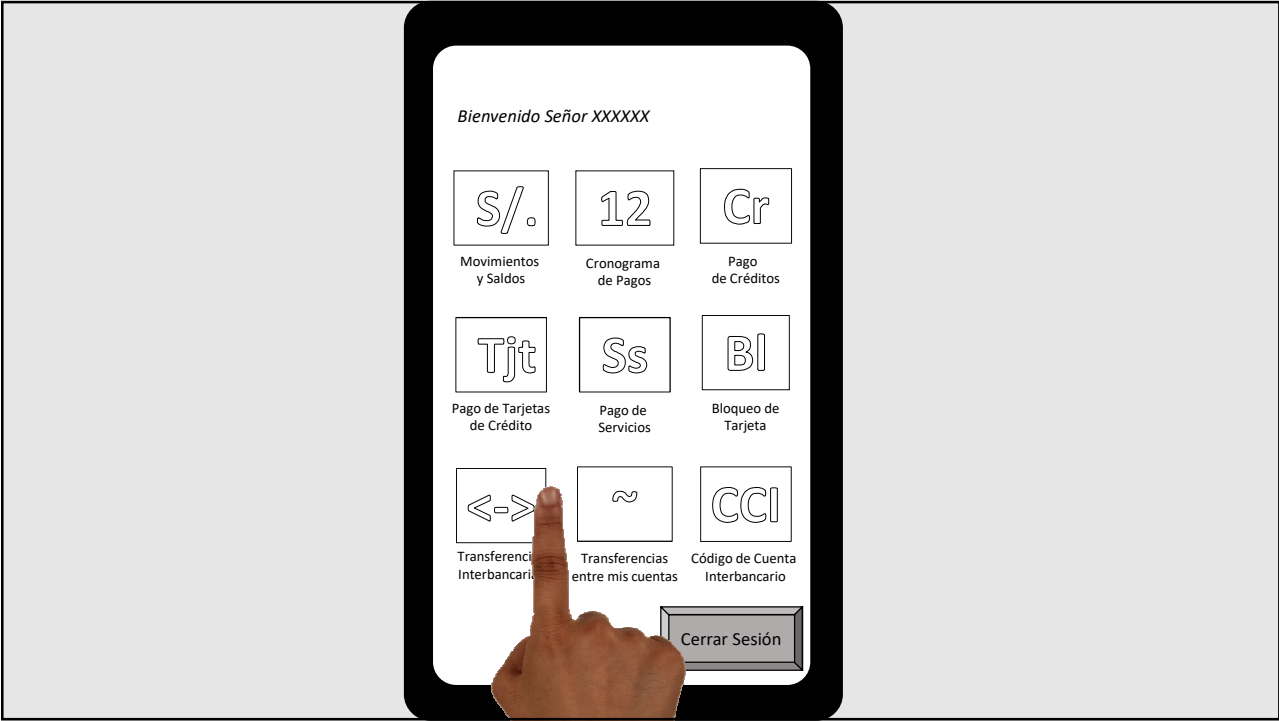 Bienvenido Señor XXXXXX
S/.
12
Cr
Movimientos
y Saldos
Cronograma
de Pagos
Pago
de Créditos
Tjt
Ss
Bl
Pago de Tarjetas
de Crédito
Pago de
Servicios
Bloqueo de
Tarjeta
<->
~
CCI
Transferenci
Interbancari
Transferencias
entre mis cuentas
Código de Cuenta
Interbancario
Cerrar Sesión